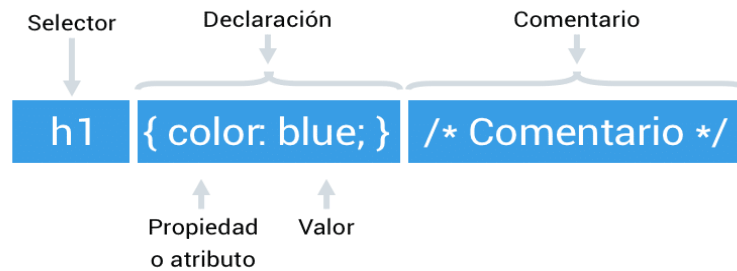 Selector
Declaración
Comentario
h1
{ color: blue; }
/* Comentario */
Propiedad
o atributo
Valor